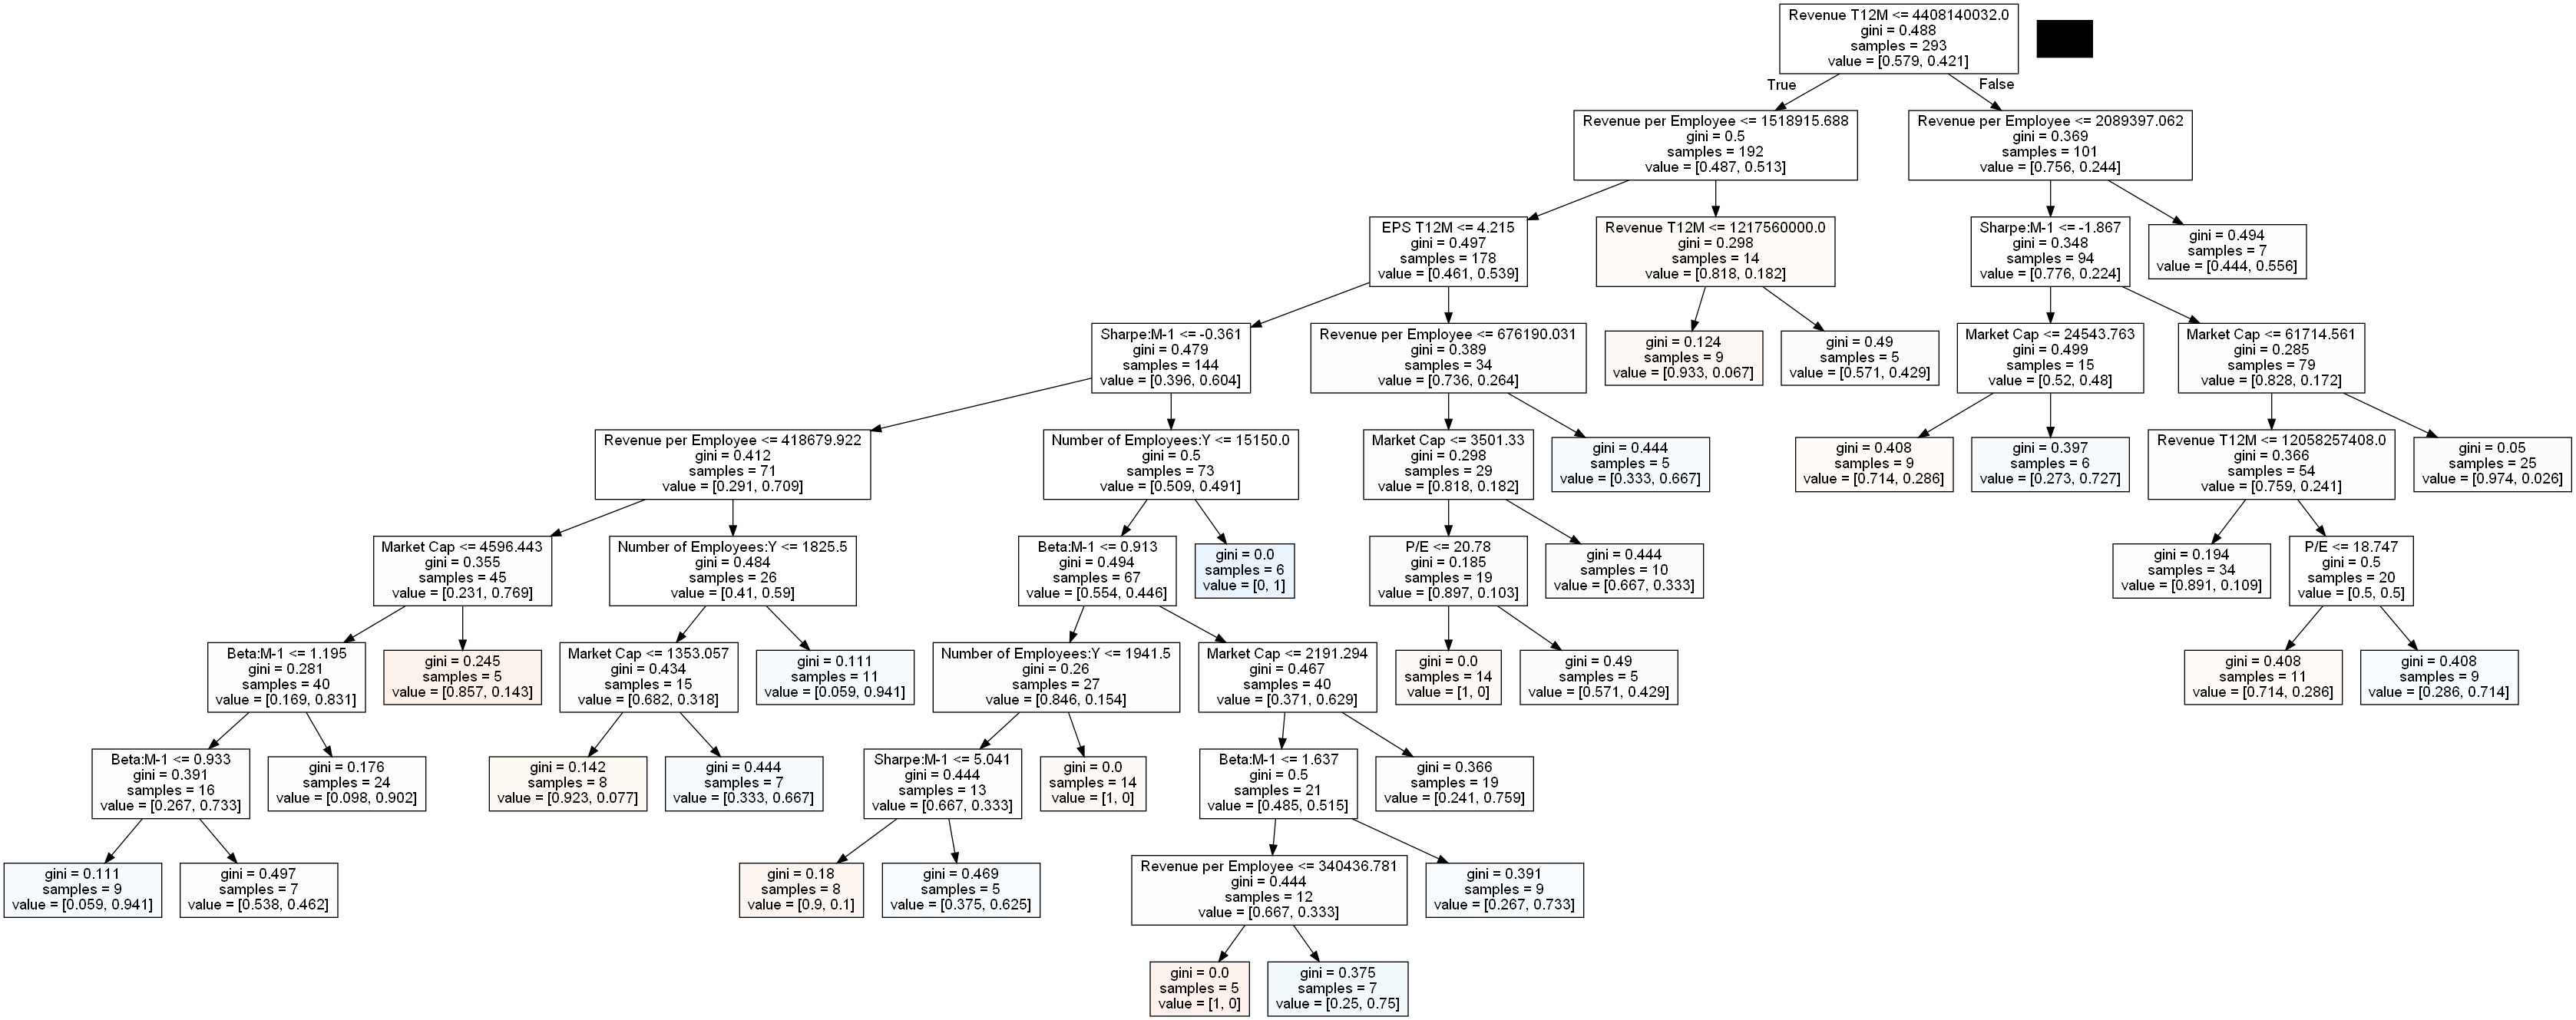 Revenue T12M <= 4408140032.0
gini = 0.488
samples = 293
value = [0.579, 0.421]
True
False
Revenue per Employee <= 1518915.688
gini = 0.5
samples = 192
value = [0.487, 0.513]
Revenue per Employee <= 2089397.062
gini = 0.369
samples = 101
value = [0.756, 0.244]
EPS T12M <= 4.215
gini = 0.497
samples = 178
value = [0.461, 0.539]
Revenue T12M <= 1217560000.0
gini = 0.298
samples = 14
value = [0.818, 0.182]
Sharpe:M-1 <= -1.867
gini = 0.348
samples = 94
value = [0.776, 0.224]
gini = 0.494
samples = 7
value = [0.444, 0.556]
Sharpe:M-1 <= -0.361
gini = 0.479
samples = 144
value = [0.396, 0.604]
Revenue per Employee <= 676190.031
gini = 0.389
samples = 34
value = [0.736, 0.264]
gini = 0.124
samples = 9
value = [0.933, 0.067]
gini = 0.49
samples = 5
value = [0.571, 0.429]
Market Cap <= 24543.763
gini = 0.499
samples = 15
value = [0.52, 0.48]
Market Cap <= 61714.561
gini = 0.285
samples = 79
value = [0.828, 0.172]
Revenue per Employee <= 418679.922
gini = 0.412
samples = 71
value = [0.291, 0.709]
Number of Employees:Y <= 15150.0
gini = 0.5
samples = 73
value = [0.509, 0.491]
Market Cap <= 3501.33
gini = 0.298
samples = 29
value = [0.818, 0.182]
gini = 0.444
samples = 5
value = [0.333, 0.667]
gini = 0.408
samples = 9
value = [0.714, 0.286]
gini = 0.397
samples = 6
value = [0.273, 0.727]
Revenue T12M <= 12058257408.0
gini = 0.366
samples = 54
value = [0.759, 0.241]
gini = 0.05
samples = 25
value = [0.974, 0.026]
Market Cap <= 4596.443
gini = 0.355
samples = 45
value = [0.231, 0.769]
Number of Employees:Y <= 1825.5
gini = 0.484
samples = 26
value = [0.41, 0.59]
Beta:M-1 <= 0.913
gini = 0.494
samples = 67
value = [0.554, 0.446]
gini = 0.0
samples = 6
value = [0, 1]
P/E <= 20.78
gini = 0.185
samples = 19
value = [0.897, 0.103]
gini = 0.444
samples = 10
value = [0.667, 0.333]
gini = 0.194
samples = 34
value = [0.891, 0.109]
P/E <= 18.747
gini = 0.5
samples = 20
value = [0.5, 0.5]
Beta:M-1 <= 1.195
gini = 0.281
samples = 40
value = [0.169, 0.831]
gini = 0.245
samples = 5
value = [0.857, 0.143]
Market Cap <= 1353.057
gini = 0.434
samples = 15
value = [0.682, 0.318]
gini = 0.111
samples = 11
value = [0.059, 0.941]
Number of Employees:Y <= 1941.5
gini = 0.26
samples = 27
value = [0.846, 0.154]
Market Cap <= 2191.294
gini = 0.467
samples = 40
value = [0.371, 0.629]
gini = 0.0
samples = 14
value = [1, 0]
gini = 0.49
samples = 5
value = [0.571, 0.429]
gini = 0.408
samples = 11
value = [0.714, 0.286]
gini = 0.408
samples = 9
value = [0.286, 0.714]
Beta:M-1 <= 0.933
gini = 0.391
samples = 16
value = [0.267, 0.733]
gini = 0.176
samples = 24
value = [0.098, 0.902]
gini = 0.142
samples = 8
value = [0.923, 0.077]
gini = 0.444
samples = 7
value = [0.333, 0.667]
Sharpe:M-1 <= 5.041
gini = 0.444
samples = 13
value = [0.667, 0.333]
gini = 0.0
samples = 14
value = [1, 0]
Beta:M-1 <= 1.637
gini = 0.5
samples = 21
value = [0.485, 0.515]
gini = 0.366
samples = 19
value = [0.241, 0.759]
gini = 0.111
samples = 9
value = [0.059, 0.941]
gini = 0.497
samples = 7
value = [0.538, 0.462]
gini = 0.18
samples = 8
value = [0.9, 0.1]
gini = 0.469
samples = 5
value = [0.375, 0.625]
Revenue per Employee <= 340436.781
gini = 0.444
samples = 12
value = [0.667, 0.333]
gini = 0.391
samples = 9
value = [0.267, 0.733]
gini = 0.0
samples = 5
value = [1, 0]
gini = 0.375
samples = 7
value = [0.25, 0.75]